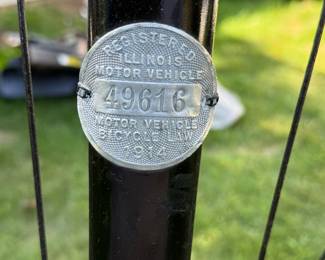 REGISTERED
ILLINOIS
MOTOR VEHICLE
49616
MOTOR VEHICLE
BICYCLE LAW
1914